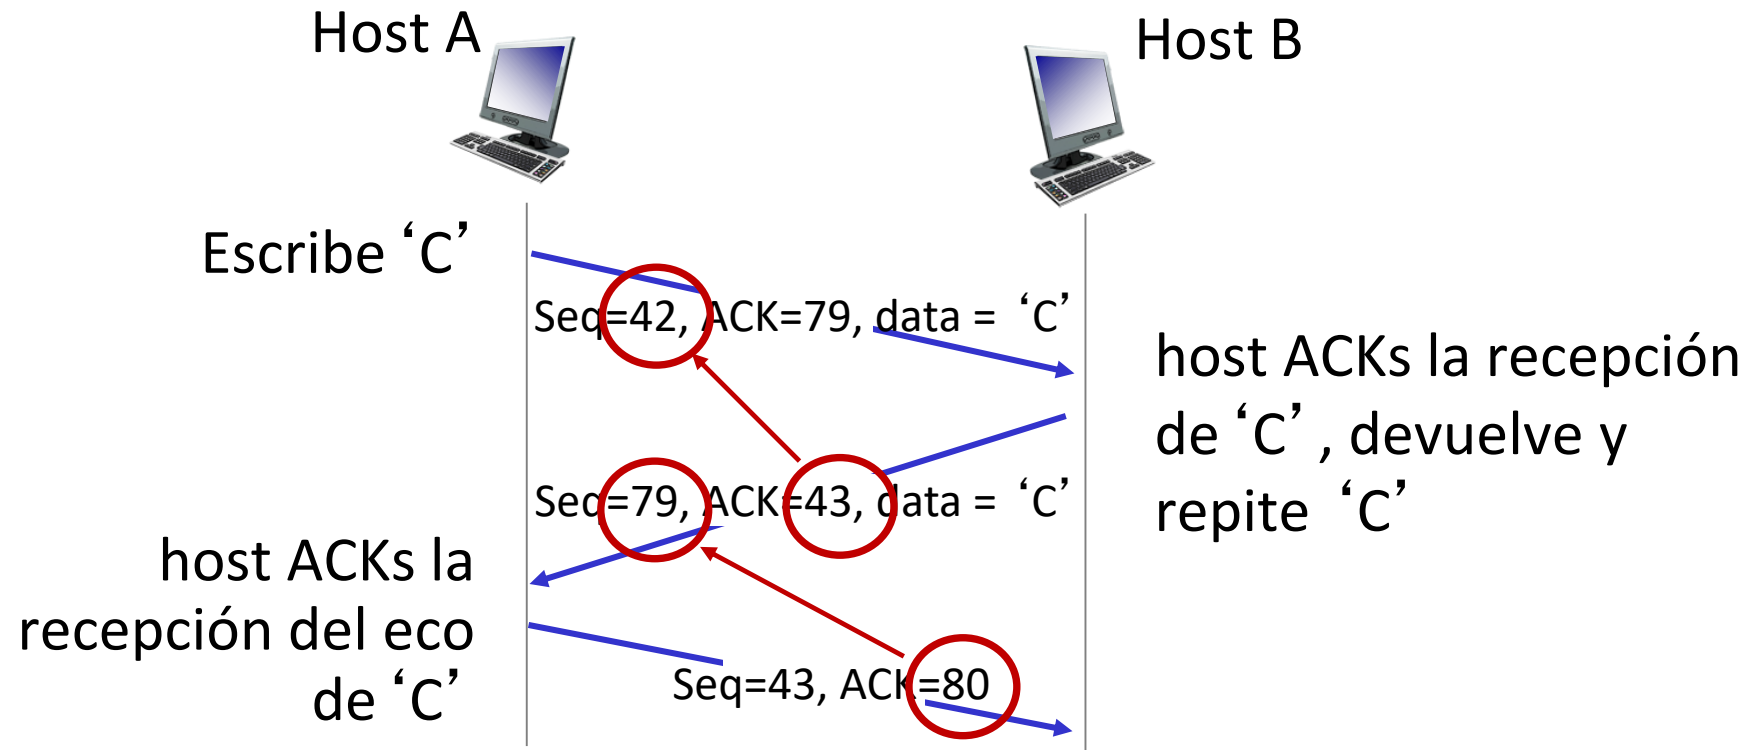 Host A
Host B
Escribe ‘C’
Seq=42, ACK=79, data = ‘C’
host ACKs la recepción
de ‘C’, devuelve y
repite ‘C’
Seq=79, ACK=43, data = ‘C’
host ACKs la
recepción del eco
de ‘C’
Seq=43, ACK=80